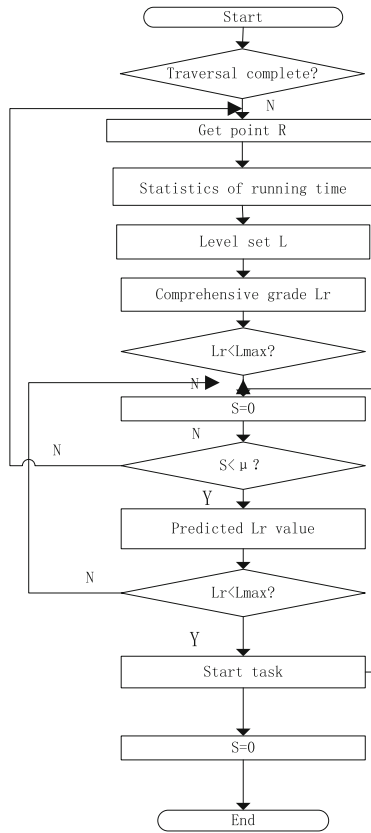 Start
Traversal complete?
N
Get point R
Statistics of running time
Level set L
Comprehensive grade Lr
Lr<Lmax?
N
S=0
N
N
S<μ?
Y
Predicted Lr value
N
Lr<Lmax?
Y
Start task
S=0
End